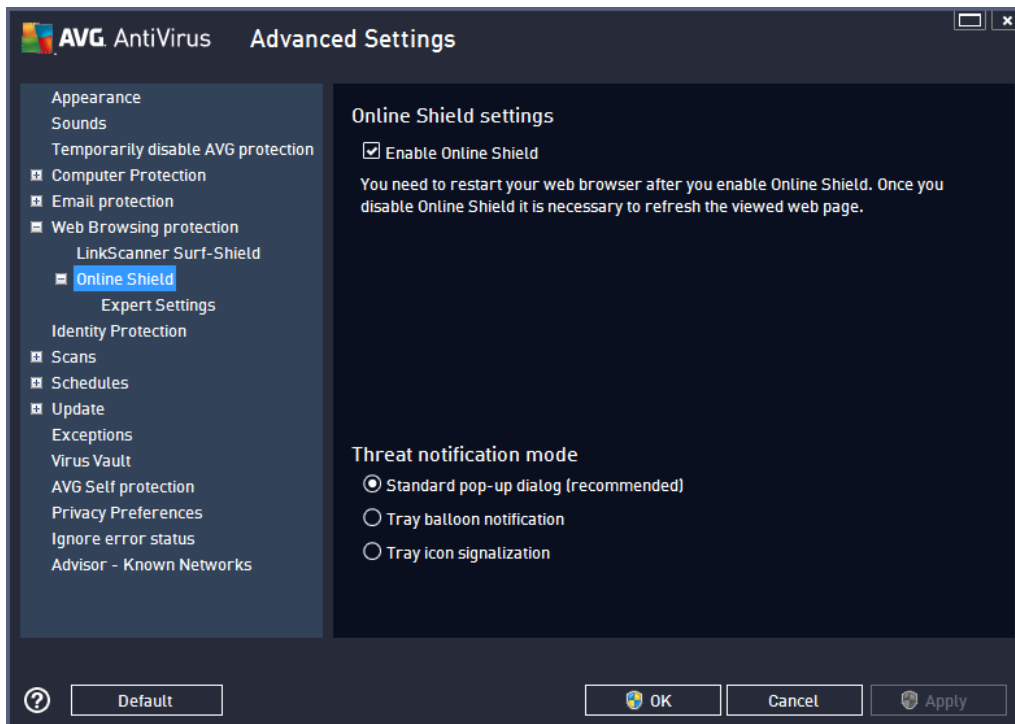 AVG. AntiVirus Advanced Settings
Appearance
Sounds
Temporarily disable AVG protection
Computer Protection
Email protection
Web Browsing protection
LinkScanner Surf-Shield
Online Shield
Expert Settings
Identity Protection
Scans
Schedules
Update
Exceptions
Virus Vault
AVG Self protection
Privacy Preferences
Ignore error status
Advisor - Known Networks
Online Shield settings
Enable Online Shield
You need to restart your web browser after you enable Online Shield. Once you
disable Online Shield it is necessary to refresh the viewed web page.
Threat notification mode
Standard pop-up dialog (recommended)
Tray balloon notification
Tray icon signalization
? Default OK Cancel Apply